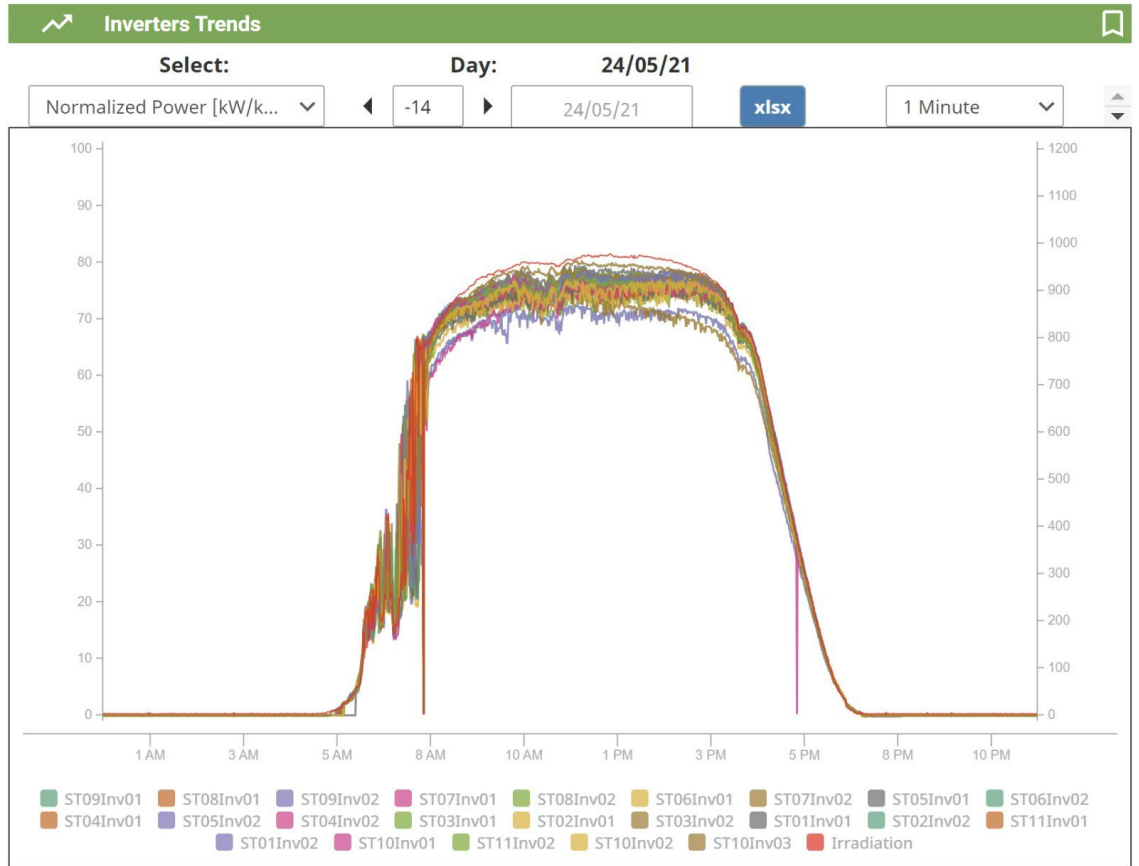 Inverters Trends
Select: Day: 24/05/21
Normalized Power [kW/k... -14 24/05/21 xlsx 1 Minute
100 1200
90 1100
80 1000
70 900
60 800
50 700
40 600
30 500
20 400
10 300
0 200
100
0
1 AM 3 AM 5 AM 8 AM 10 AM 1 PM 3 PM 5 PM 8 PM 10 PM
ST09Inv01 ST08Inv01 ST09Inv02 ST07Inv01 ST08Inv02 ST06Inv01 ST07Inv02 ST05Inv01 ST06Inv02
ST04Inv01 ST05Inv02 ST04Inv02 ST03Inv01 ST02Inv01 ST03Inv02 ST01Inv01 ST02Inv02 ST11Inv01
ST01Inv02 ST10Inv01 ST11Inv02 ST10Inv02 ST10Inv03 Irradiation